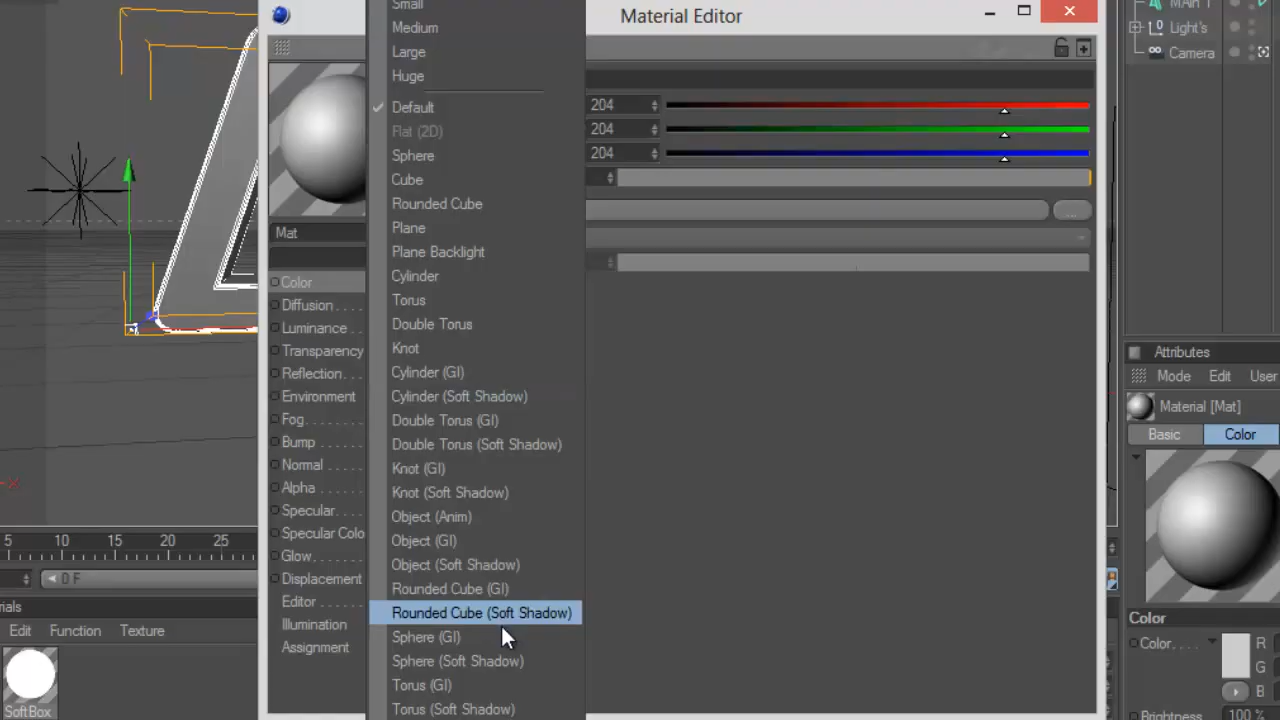 Small
Material Editor
Medium
Large
Huge
Default
Flat (2D)
Sphere
Cube
Rounded Cube
Plane
Plane Backlight
Cylinder
Torus
Double Torus
Knot
Cylinder (GI)
Cylinder (Soft Shadow)
Double Torus (GI)
Double Torus (Soft Shadow)
Knot (GI)
Knot (Soft Shadow)
Object (Anim)
Object (GI)
Object (Soft Shadow)
Rounded Cube (GI)
Rounded Cube (Soft Shadow)
Sphere (GI)
Sphere (Soft Shadow)
Torus (GI)
Torus (Soft Shadow)
204
204
204
...
Mat
Color
Diffusion . . . .
Luminance .
Transparency
Reflection. . .
Environment
Fog. . . . . . . .
Bump . . . . .
Normal . . . .
Alpha . . . . .
Specular. . . .
Specular Colo
Glow. . . . . . .
Displacement
Editor . . . . . .
Illumination
Assignment
5 10 15 20 25
0 F
rials
Edit Function Texture
SoftBox
MAin T
Light's
Camera
Attributes
Mode Edit User
Material [Mat]
Basic Color
Color
Color. . . . R
G
B
Brightness 100 %